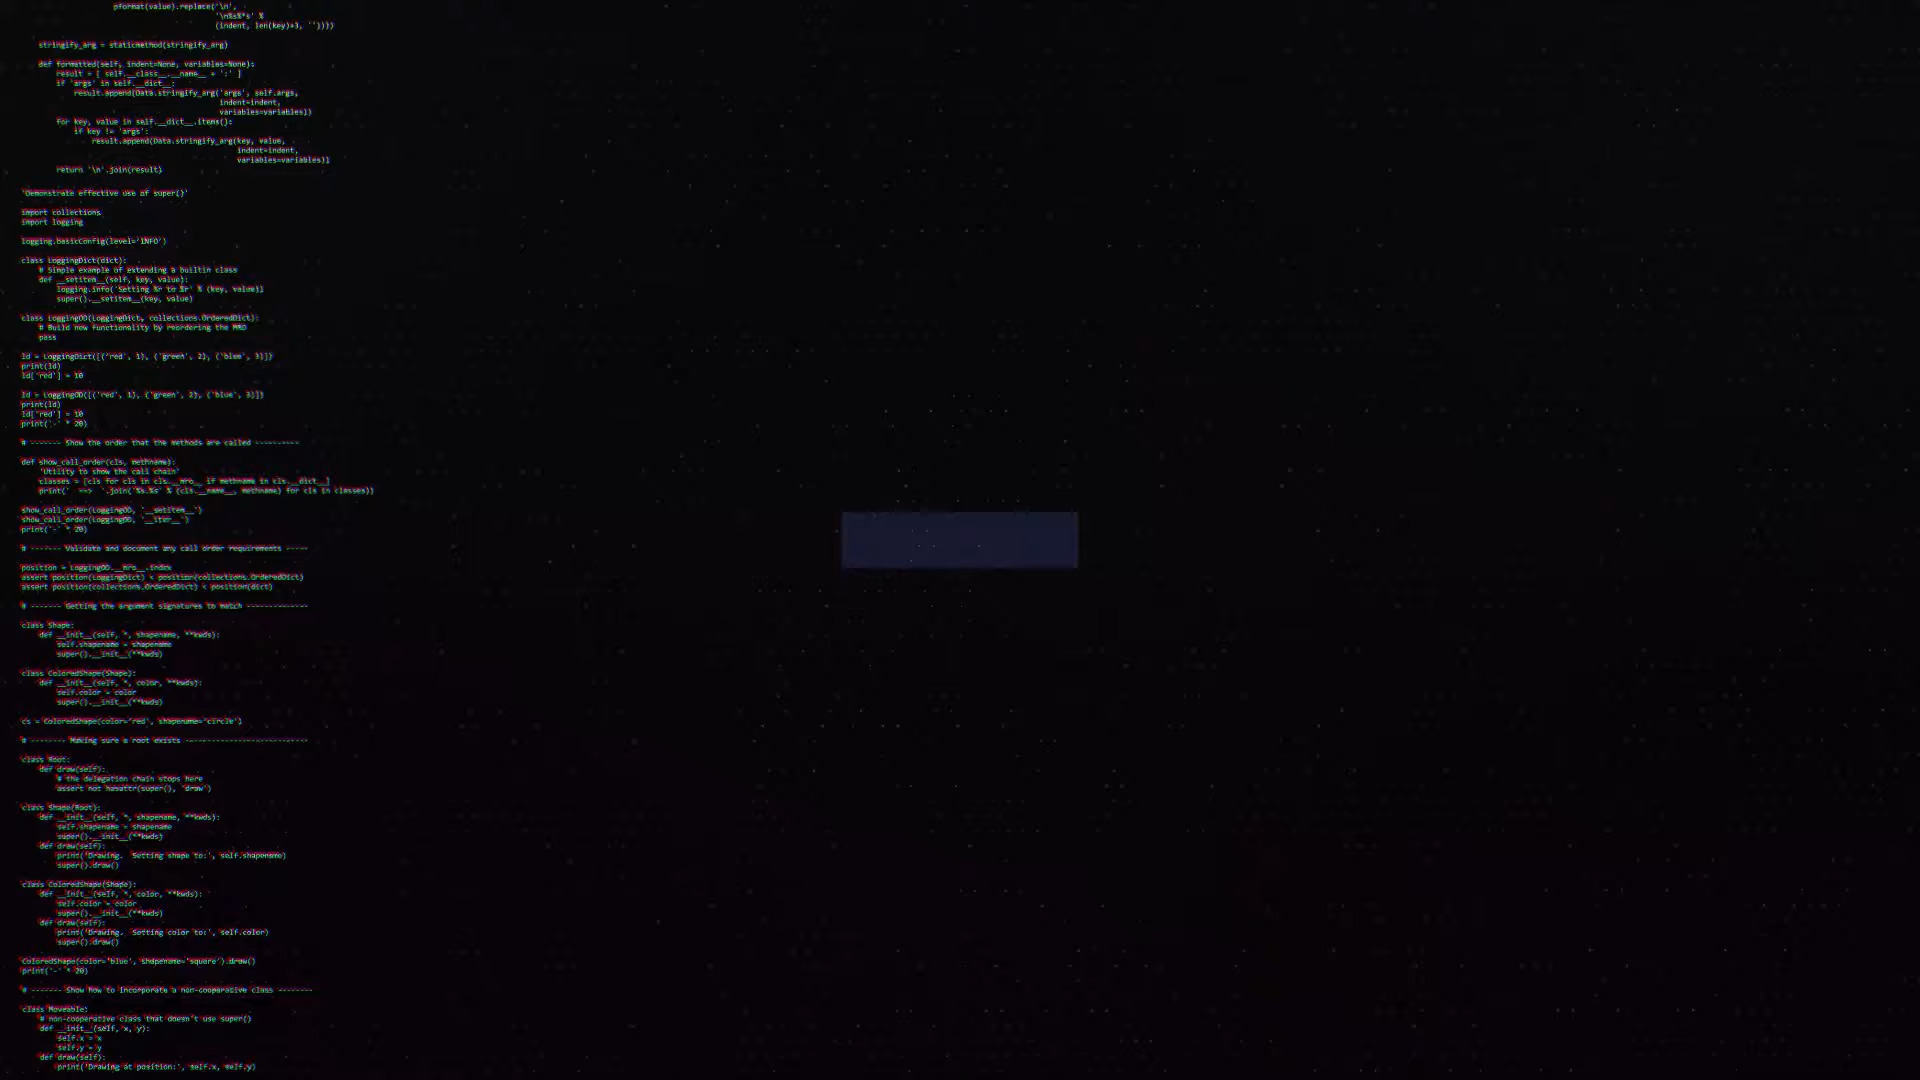 pformat(value).replace('\n',
'\n%s%s' %
(indent, len(key)+3, ''))))
stringify_arg = staticmethod(stringify_arg)
def formatted(self, indent=None, variables=None):
result = [ self.__class__.__name__ + ':' ]
if 'args' in self.__dict__:
result.append(Data.stringify_arg('args', self.args,
indent=indent,
variables=variables))
for key, value in self.__dict__.items():
if key != 'args':
result.append(Data.stringify_arg(key, value,
indent=indent,
variables=variables))
return '\n'.join(result)
'Demonstrate effective use of super()'
import collections
import logging
logging.basicConfig(level='INFO')
class LoggingDict(dict):
# Simple example of extending a builtin class
def __setitem__(self, key, value):
logging.info('Setting %r to %r' % (key, value))
super().__setitem__(key, value)
class LoggingOD(LoggingDict, collections.OrderedDict):
# Build new functionality by reordering the MRO
pass
ld = LoggingDict([('red', 1), ('green', 2), ('blue', 3)])
print(ld)
ld['red'] = 10
ld = LoggingOD([('red', 1), ('green', 2), ('blue', 3)])
print(ld)
ld['red'] = 10
print('-' * 20)
# ------- Show the order that the methods are called ----------
def show_call_order(cls, methname):
'Utility to show the call chain'
classes = [cls for cls in cls.__mro__ if methname in cls.__dict__]
print('  ==>  '.join('%s.%s' % (cls.__name__, methname) for cls in classes))
show_call_order(LoggingOD, '__setitem__')
show_call_order(LoggingOD, '__iter__')
print('-' * 20)
# ------- Validate and document any call order requirements -----
position = LoggingOD.__mro__.index
assert position(LoggingDict) < position(collections.OrderedDict)
assert position(collections.OrderedDict) < position(dict)
# ------- Getting the argument signatures to match --------------
class Shape:
def __init__(self, *, shapename, **kwds):
self.shapename = shapename
super().__init__(**kwds)
class ColoredShape(Shape):
def __init__(self, *, color, **kwds):
self.color = color
super().__init__(**kwds)
cs = ColoredShape(color='red', shapename='circle')
# -------- Making sure a root exists ----------------------------
class Root:
def draw(self):
# the delegation chain stops here
assert not hasattr(super(), 'draw')
class Shape(Root):
def __init__(self, *, shapename, **kwds):
self.shapename = shapename
super().__init__(**kwds)
def draw(self):
print('Drawing.  Setting shape to:', self.shapename)
super().draw()
class ColoredShape(Shape):
def __init__(self, *, color, **kwds):
self.color = color
super().__init__(**kwds)
def draw(self):
print('Drawing.  Setting color to:', self.color)
super().draw()
ColoredShape(color='blue', shapename='square').draw()
print('-' * 20)
# ------- Show how to incorporate a non-cooperative class --------
class Moveable:
# non-cooperative class that doesn't use super()
def __init__(self, x, y):
self.x = x
self.y = y
def draw(self):
print('Drawing at position:', self.x, self.y)